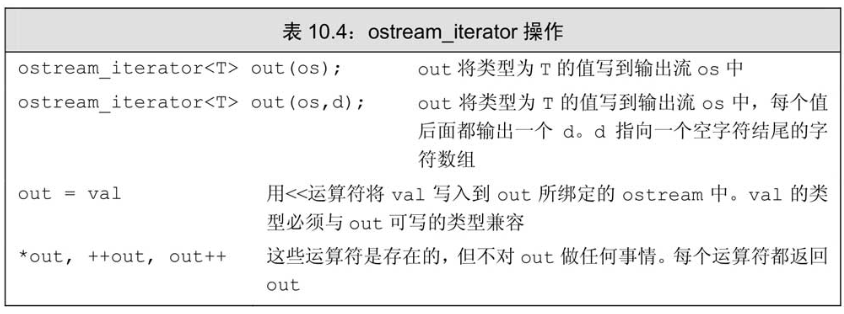 表 10.4：ostream_iterator 操作
ostream_iterator<T> out(os); out 将类型为 T 的值写到输出流 os 中
ostream_iterator<T> out(os,d); out 将类型为 T 的值写到输出流 os 中，每个值
后面都输出一个 d。d 指向一个空字符结尾的字
符数组
out = val 用<<运算符将 val 写入到 out 所绑定的 ostream 中。val 的类
型必须与 out 可写的类型兼容
*out, ++out, out++ 这些运算符是存在的，但不对 out 做任何事情。每个运算符都返回
out